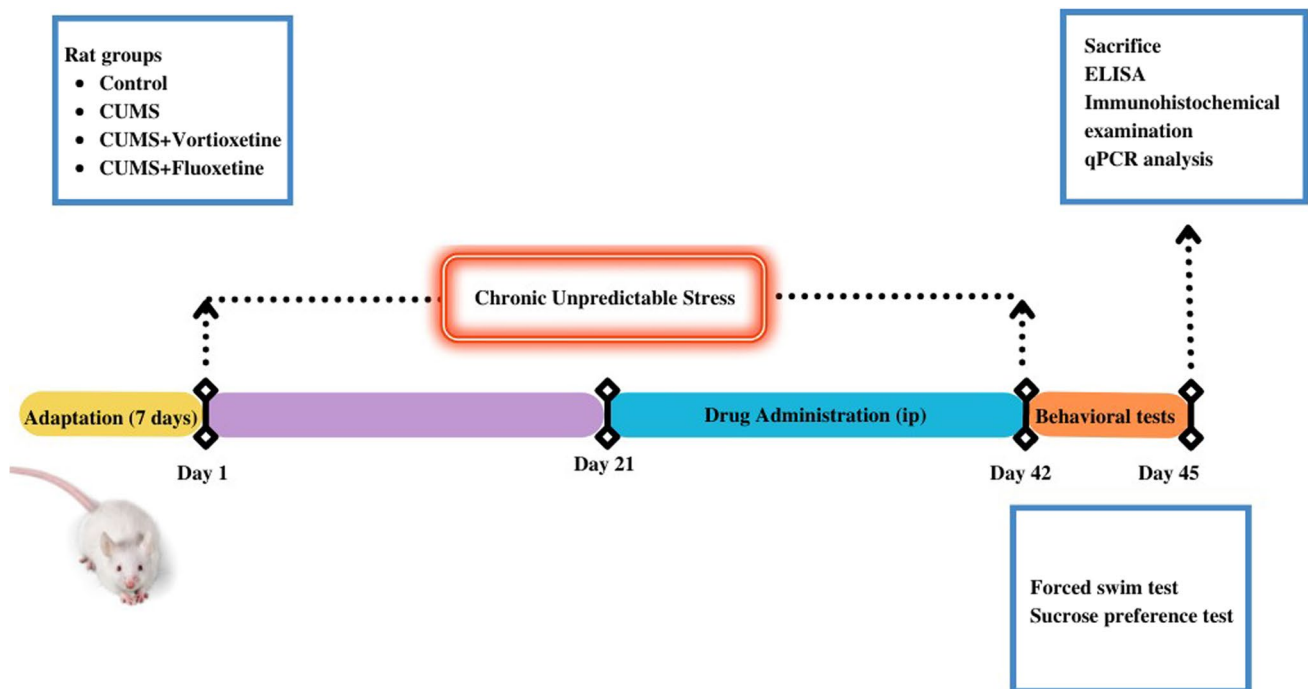 Rat groups
• Control
• CUMS
• CUMS+Vortioxetine
• CUMS+Fluoxetine
Sacrifice
ELISA
Immunohistochemical
examination
qPCR analysis
Chronic Unpredictable Stress
Adaptation (7 days)
Drug Administration (ip)
Behavioral tests
Day 1
Day 21
Day 42
Day 45
Forced swim test
Sucrose preference test